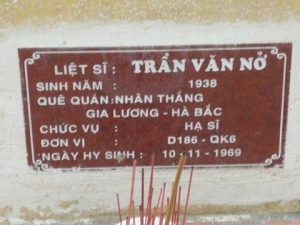 LIỆT SĨ : TRẦN VĂN NỞ
SINH NĂM : 1938
QUÊ QUÁN: NHÂN THẮNG
GIA LƯƠNG - HÀ BẮC
CHỨC VỤ : HẠ SĨ
ĐƠN VỊ : D186 - QK6
NGÀY HY SINH : 10 - 11 - 1969